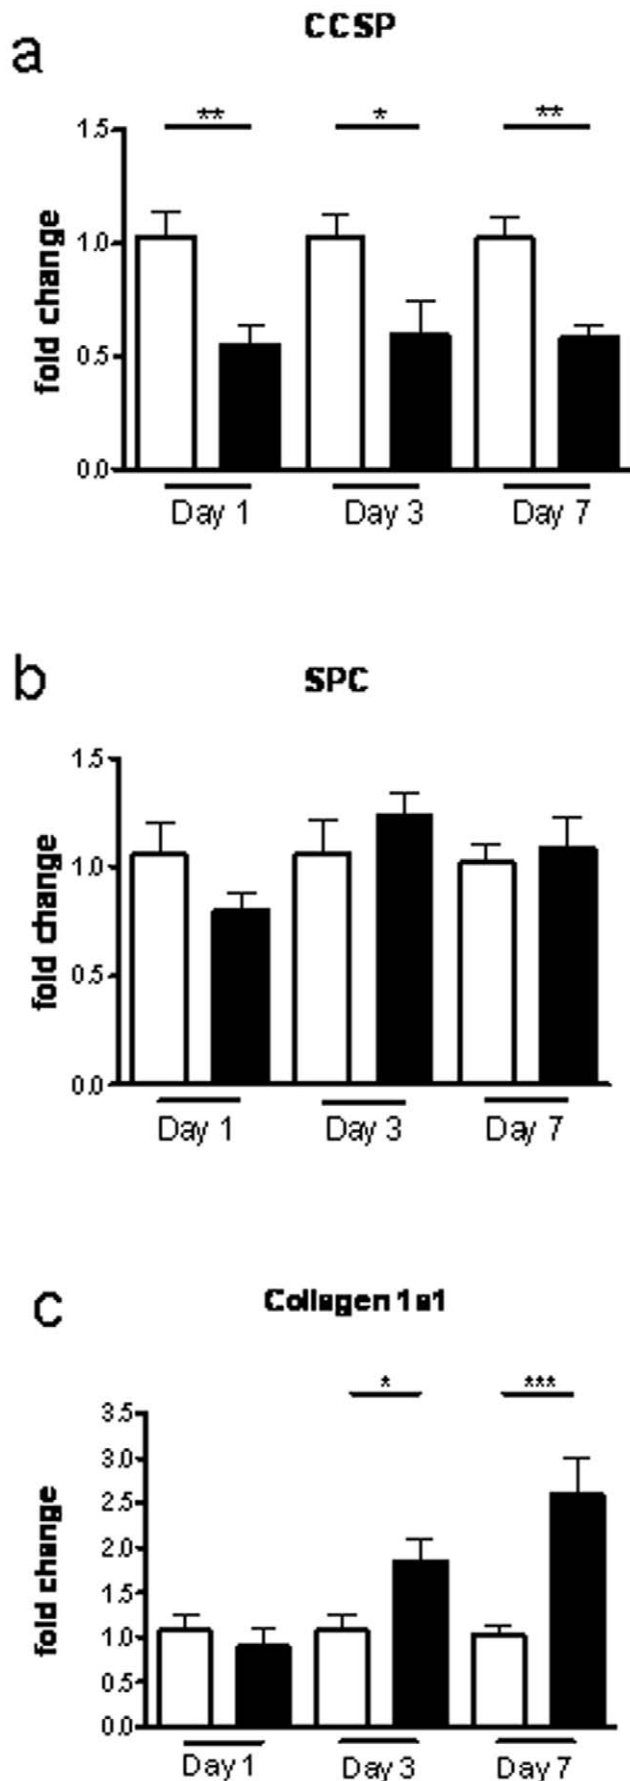 a
CCSP
** * **
fold change
1.5
1.0
0.5
0.0
Day 1 Day 3 Day 7
b
SPC
fold change
1.5
1.0
0.5
0.0
Day 1 Day 3 Day 7
c
Collagen 1a1
* ***
fold change
3.5
3.0
2.5
2.0
1.5
1.0
0.5
0.0
Day 1 Day 3 Day 7